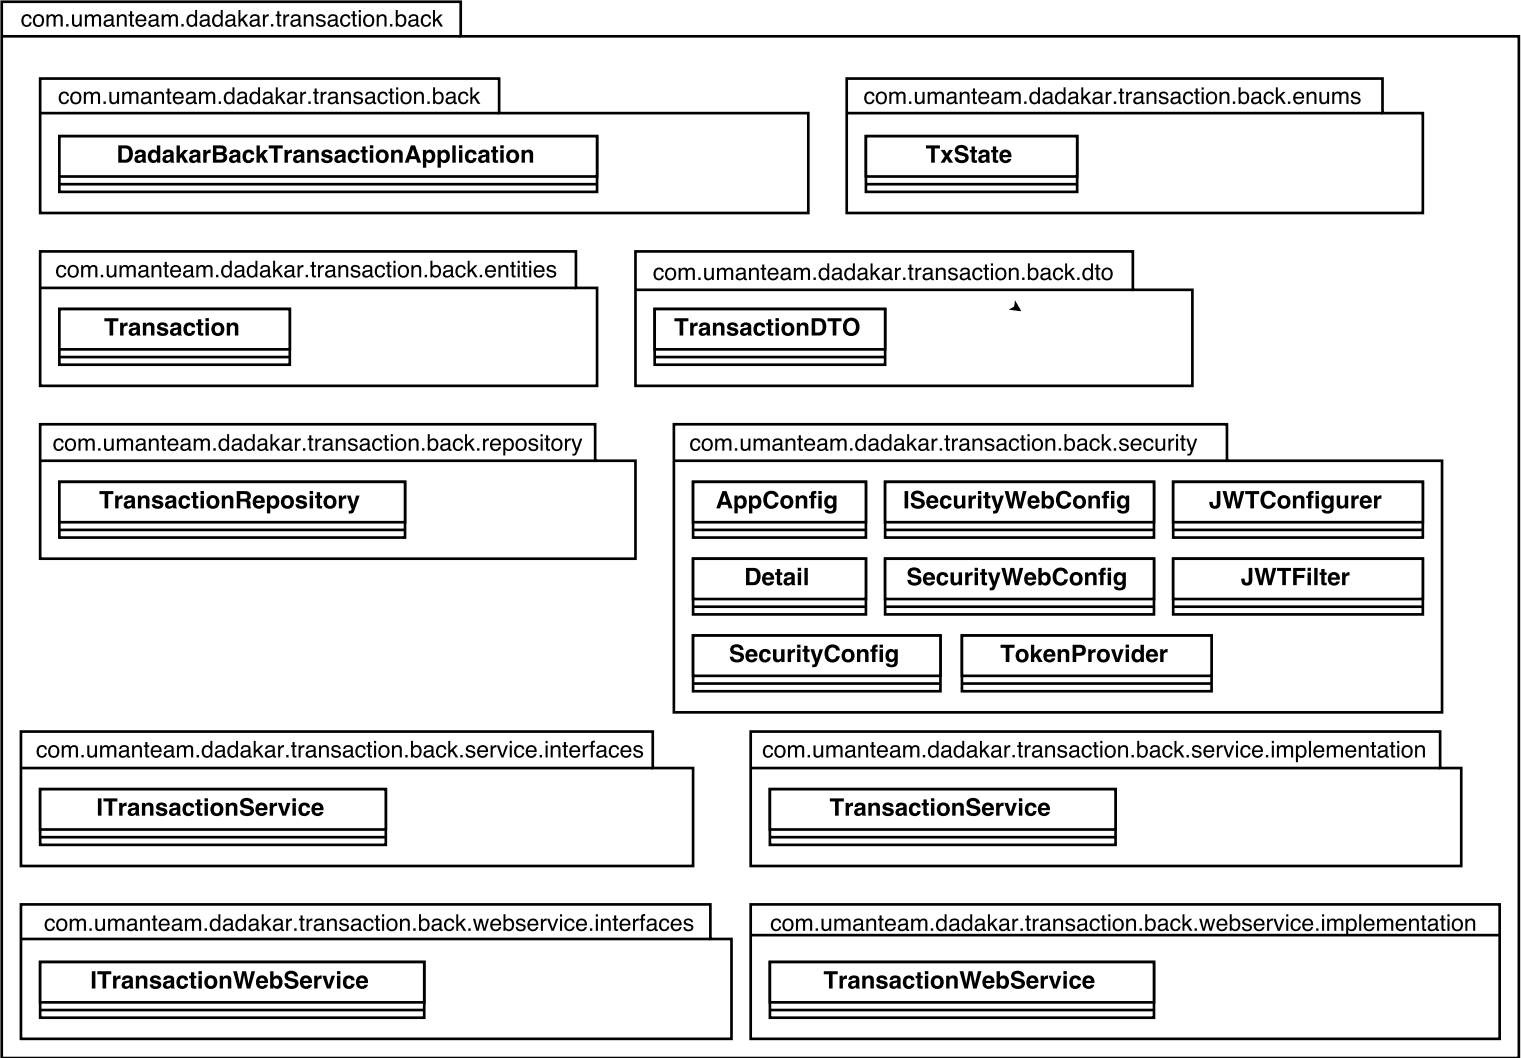 com.umanteam.dadakar.transaction.back
com.umanteam.dadakar.transaction.back
DadakarBackTransactionApplication
com.umanteam.dadakar.transaction.back.enums
TxState
com.umanteam.dadakar.transaction.back.entities
Transaction
com.umanteam.dadakar.transaction.back.dto
TransactionDTO
com.umanteam.dadakar.transaction.back.repository
TransactionRepository
com.umanteam.dadakar.transaction.back.security
AppConfig ISecurityWebConfig JWTConfigurer
Detail SecurityWebConfig JWTFilter
SecurityConfig TokenProvider
com.umanteam.dadakar.transaction.back.service.interfaces
ITransactionService
com.umanteam.dadakar.transaction.back.service.implementation
TransactionService
com.umanteam.dadakar.transaction.back.webservice.interfaces
ITransactionWebService
com.umanteam.dadakar.transaction.back.webservice.implementation
TransactionWebService